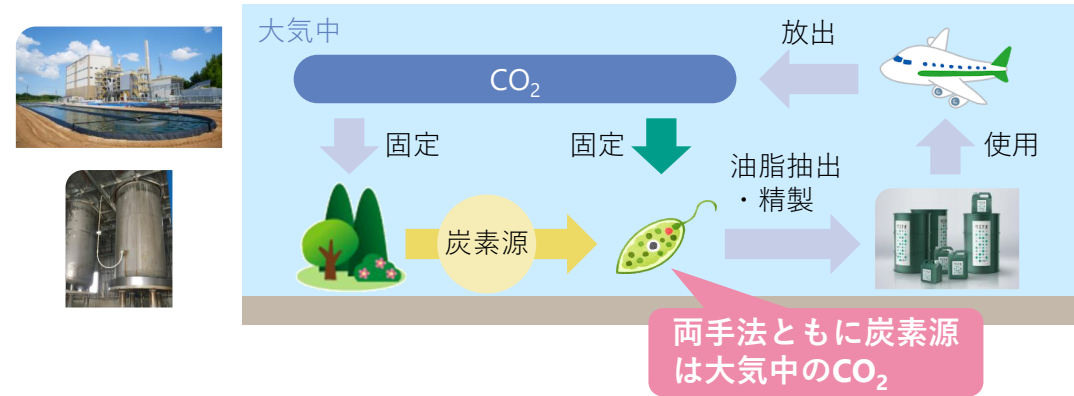 大気中
CO₂
放出
固定
固定
油脂抽出
・精製
使用
炭素源
両手法ともに炭素源
は大気中のCO₂